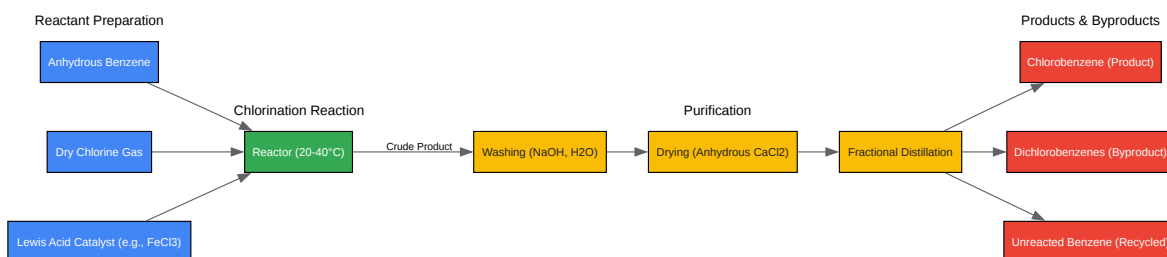 Reactant Preparation
Products & Byproducts
Anhydrous Benzene
Chlorobenzene (Product)
Chlorination Reaction
Purification
Dry Chlorine Gas
Reactor (20-40°C)
Crude Product
Washing (NaOH, H2O)
Drying (Anhydrous CaCl2)
Fractional Distillation
Dichlorobenzenes (Byproduct)
Lewis Acid Catalyst (e.g., FeCl3)
Unreacted Benzene (Recycled)